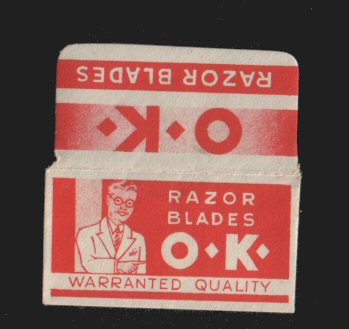 RAZOR BLADES
O•K•
RAZOR
BLADES
O•K•
WARRANTED QUALITY